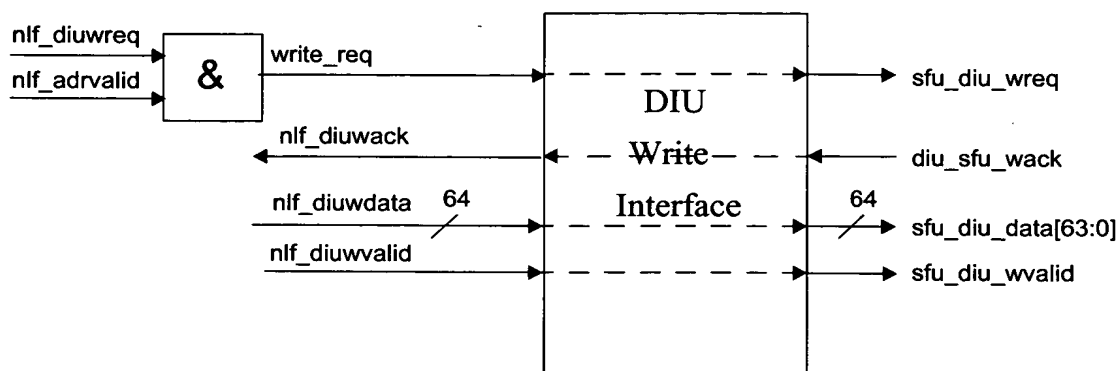 nlf_diuwreq
nlf_adrvalid
&
write_req
sfu_diu_wreq
DIU
nlf_diuwack
Write
diu_sfu_wack
nlf_diuwdata
64
Interface
64
sfu_diu_data[63:0]
nlf_diuwvalid
sfu_diu_wvalid